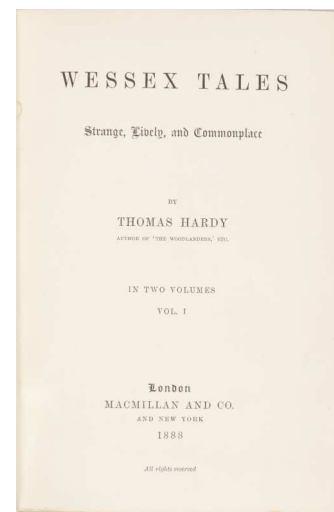 WESSEX TALES
Strange, Lively, and Commonplace
BY
THOMAS HARDY
AUTHOR OF 'THE WOODLANDERS,' ETC.
IN TWO VOLUMES
VOL. I
London
MACMILLAN AND CO.
AND NEW YORK
1888
All rights reserved